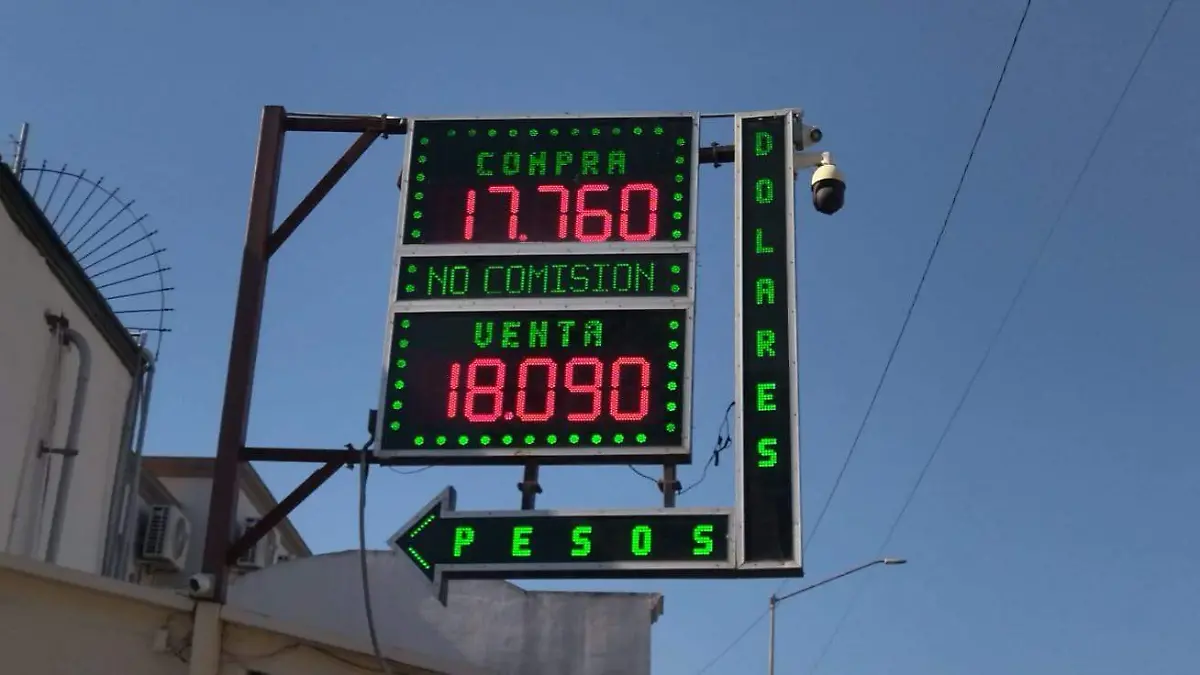 COMPRA
17.760
NO COMISION
VENTA
18.090
DOLARES
PESOS